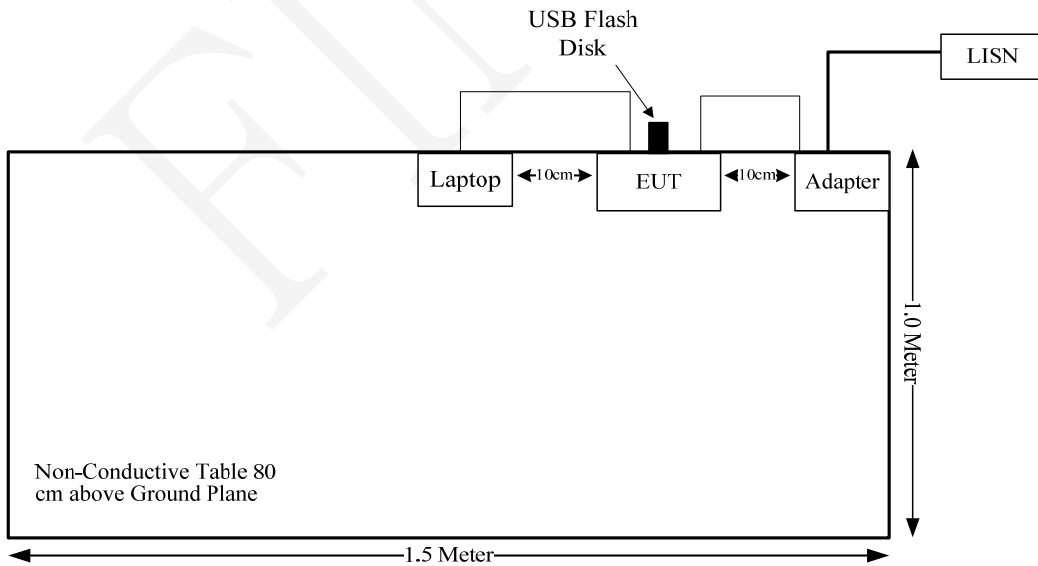 USB Flash
Disk
LISN
Laptop
10cm
EUT
10cm
Adapter
1.0 Meter
Non-Conductive Table 80
cm above Ground Plane
1.5 Meter